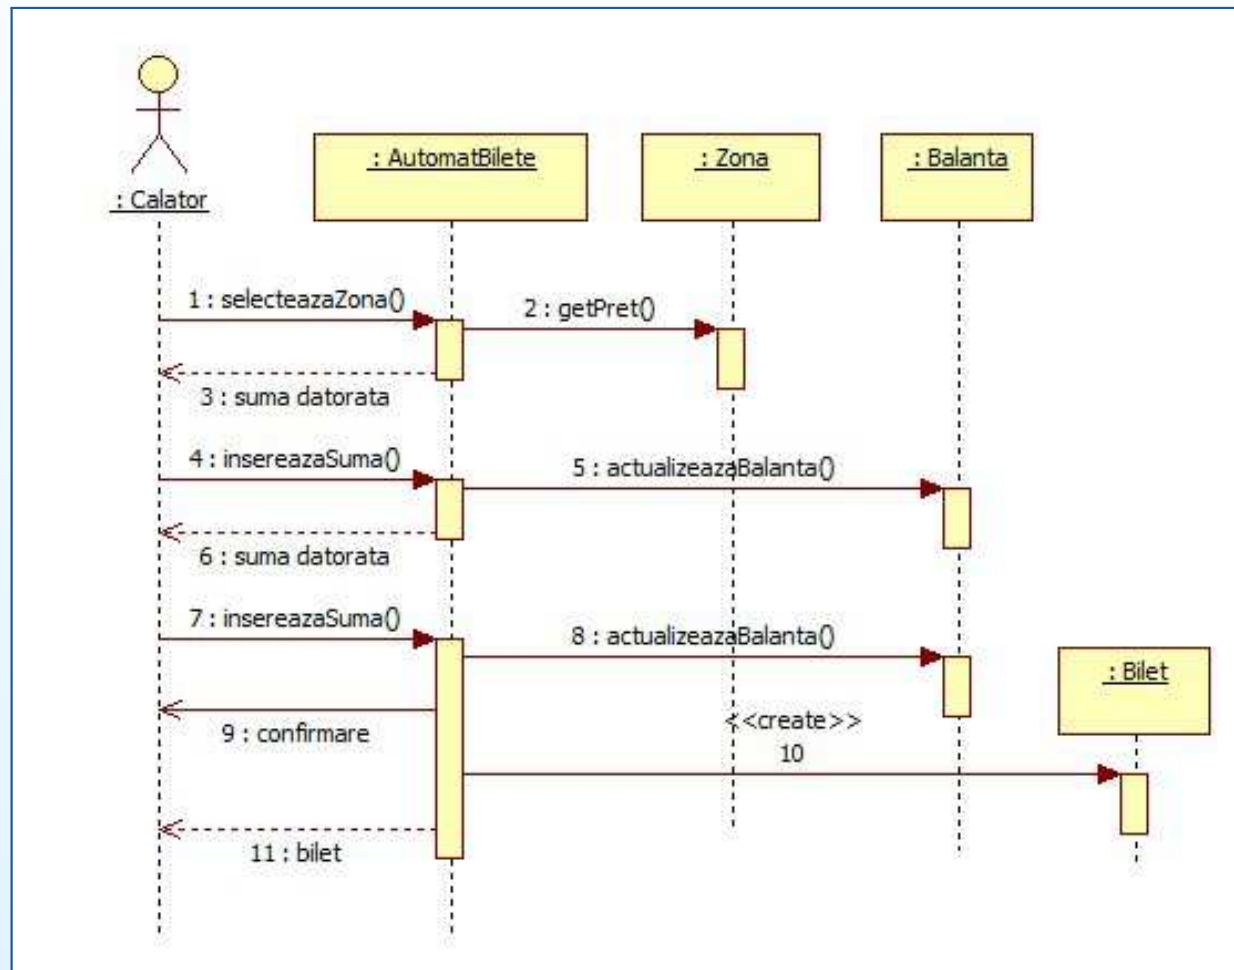 : Calator
: AutomatBilete
: Zona
: Balanta
1 : selecteazaZona()
2 : getPret()
3 : suma datorata
4 : insereazaSuma()
5 : actualizeazaBalanta()
6 : suma datorata
7 : insereazaSuma()
8 : actualizeazaBalanta()
: Bilet
9 : confirmare
<<create>>
10
11 : bilet